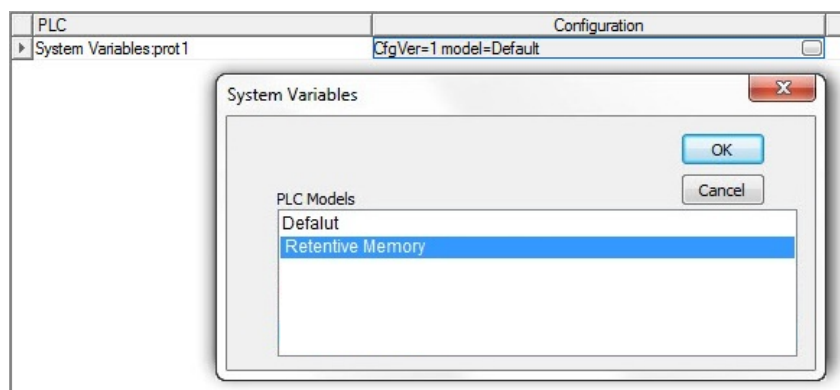 PLC Configuration
System Variables:prot1 CfgVer=1 model=Default
System Variables
OK
Cancel
PLC Models
Defalut
Retentive Memory